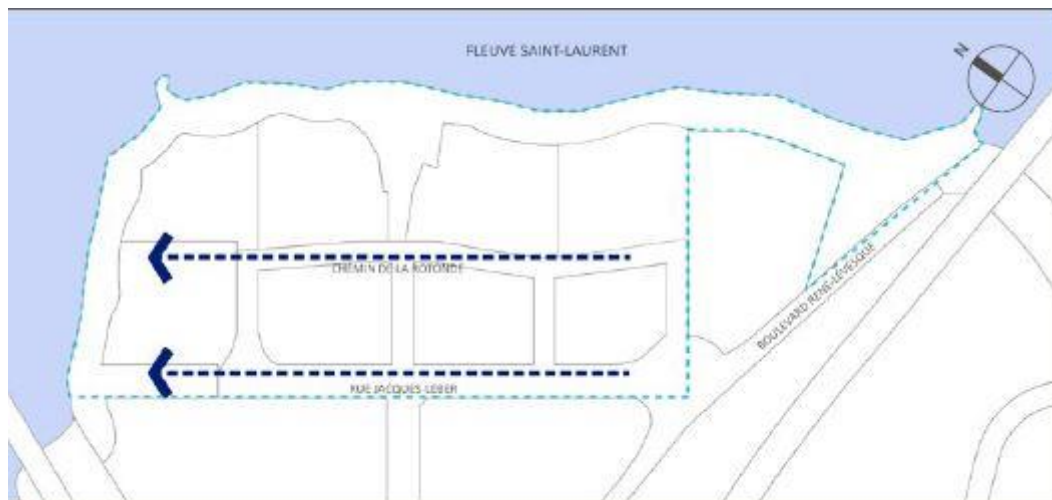 FLEUVE SAINT-LAURENT
N
CHEMIN DE LA ROTONDE
BOULEVARD RENÉ-LÉVESQUE
RUE JACQUES-LEBER